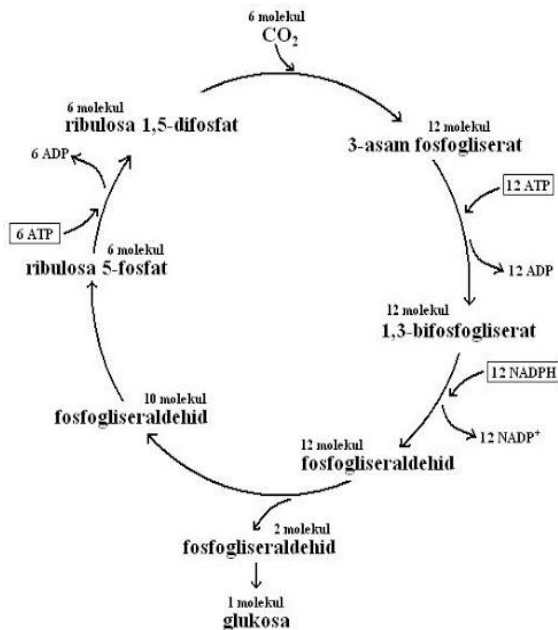 6 molekul
CO₂
6 molekul
ribulosa 1,5-difosfat
12 molekul
3-asam fosfogliserat
6 ADP
12 ATP
6 ATP
6 molekul
ribulosa 5-fosfat
12 ADP
12 molekul
1,3-bifosfogliserat
12 NADPH
10 molekul
fosfogliseraldehid
12 NADP⁺
12 molekul
fosfogliseraldehid
2 molekul
fosfogliseraldehid
1 molekul
glukosa